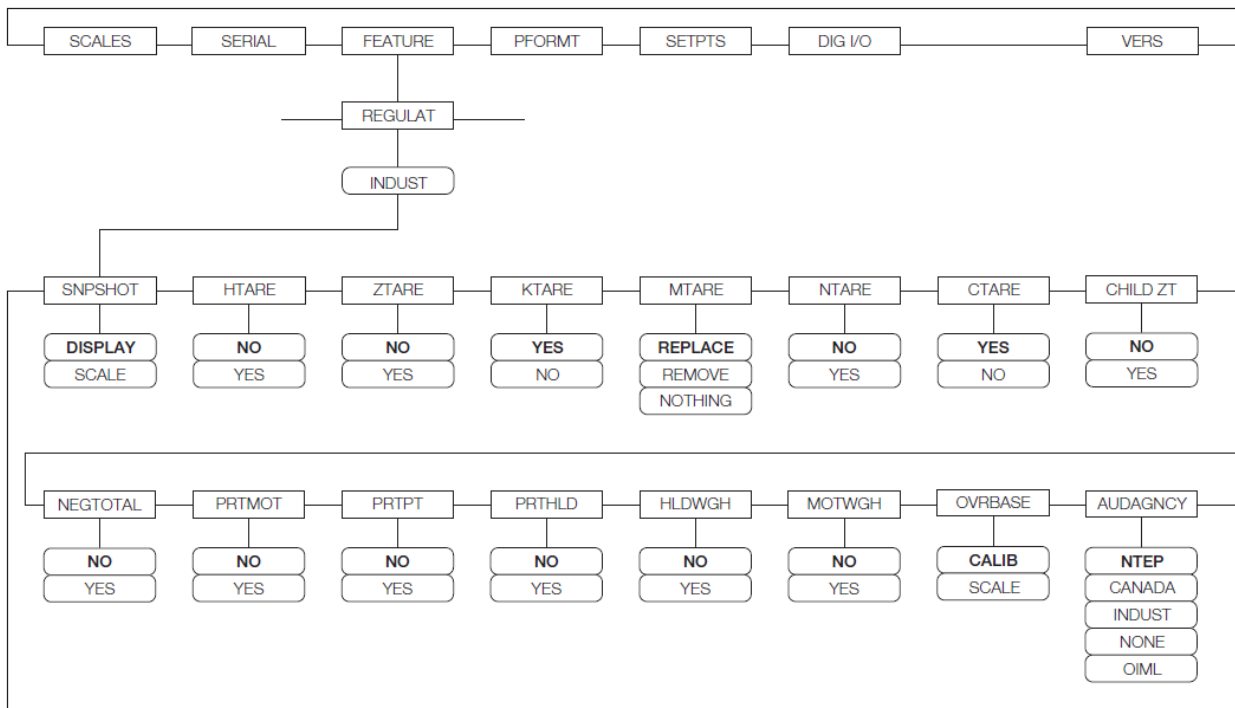 SCALES SERIAL FEATURE PFORMT SETPTS DIG I/O VERS
REGULAT
INDUST
SNPSHOT HTARE ZTARE KTARE MTARE NTARE CTARE CHILD ZT
DISPLAY NO NO YES REPLACE NO YES NO
SCALE YES YES NO REMOVE YES NO YES
NOTHING
NEGTOTAL PRTMOT PRTPT PRTHLD HLDWGH MOTWGH OVRBASE AUDAGNCY
NO NO NO NO NO NO CALIB NTEP
YES YES YES YES YES YES SCALE CANADA
INDUST
NONE
OIML